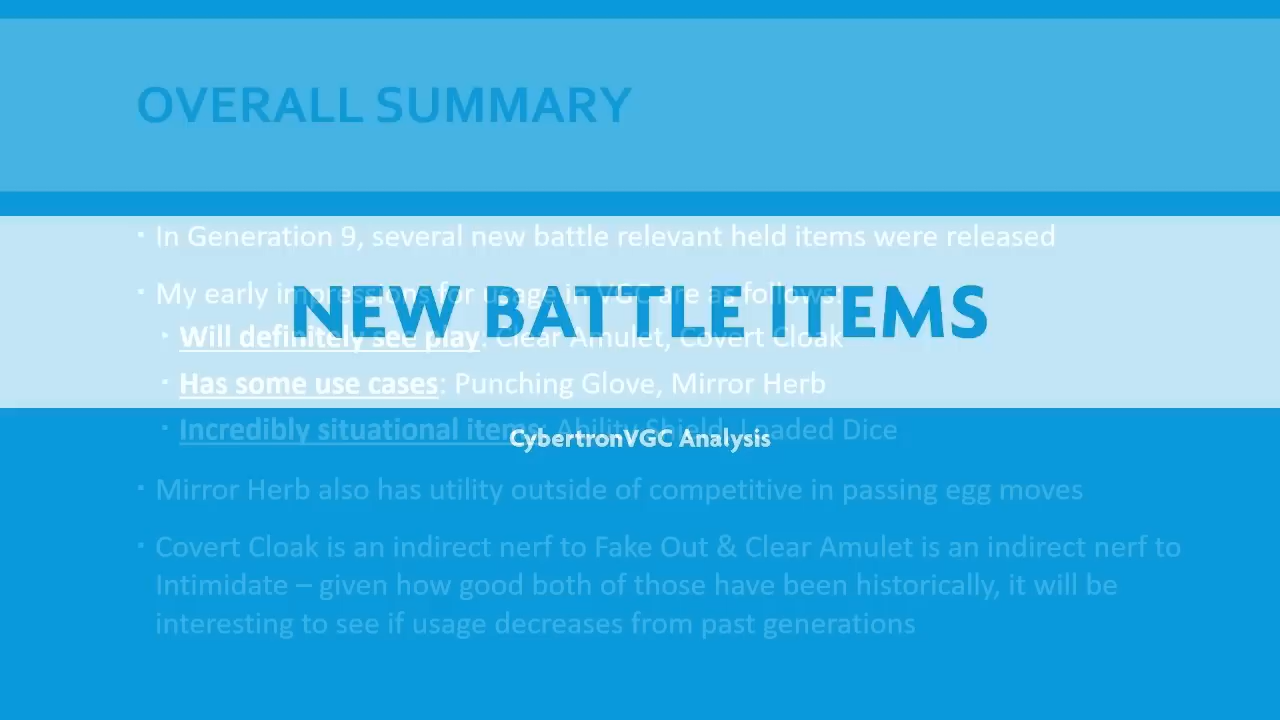 OVERALL SUMMARY
In Generation 9, several new battle relevant held items were released
My early impressions for usage in VGC are as follows:
NEW BATTLE ITEMS
Will definitely see play: Clear Amulet, Covert Cloak
Has some use cases: Punching Glove, Mirror Herb
Incredibly situational items: Ability Shield, Loaded Dice
CybertronVGC Analysis
Mirror Herb also has utility outside of competitive in passing egg moves
Covert Cloak is an indirect nerf to Fake Out & Clear Amulet is an indirect nerf to
Intimidate – given how good both of those have been historically, it will be
interesting to see if usage decreases from past generations